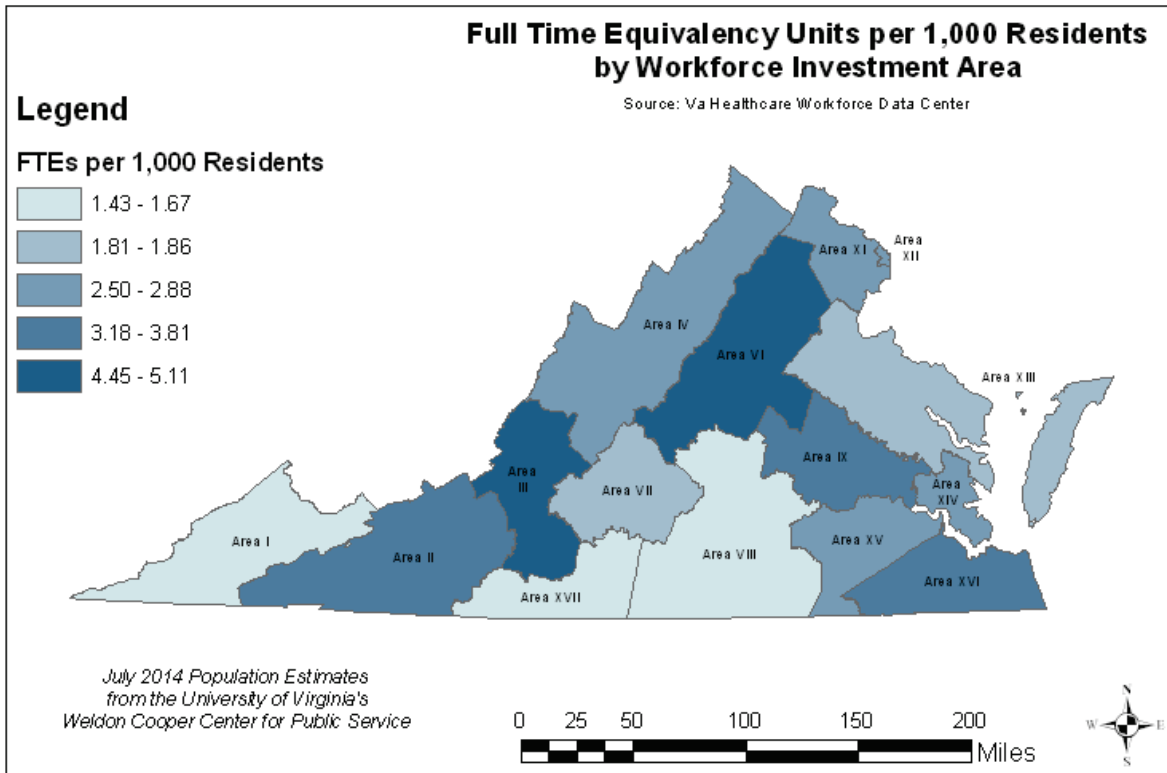 Full Time Equivalency Units per 1,000 Residents
by Workforce Investment Area
Source: Va Healthcare Workforce Data Center
Legend
FTEs per 1,000 Residents
1.43 - 1.67
1.81 - 1.86
2.50 - 2.88
3.18 - 3.81
4.45 - 5.11
Area
XII
Area XI
Area IV
Area VI
Area XIII
Area IX
Area
III
Area VII
Area
XIV
Area I
Area II
Area VIII
Area XV
Area XVI
Area XVII
July 2014 Population Estimates
from the University of Virginia's
Weldon Cooper Center for Public Service
0 25 50 100 150 200
Miles
N
W E
S